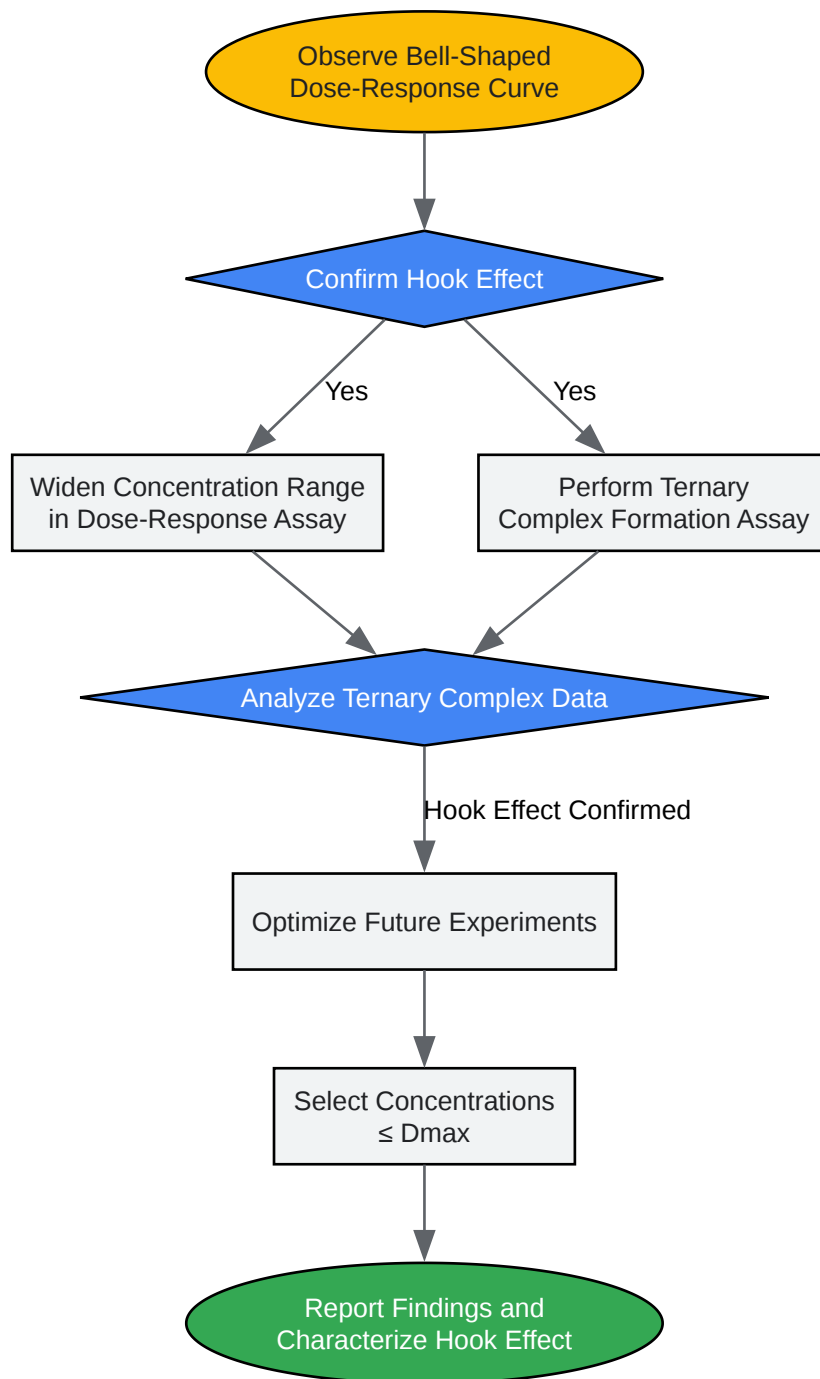 Observe Bell-Shaped
Dose-Response Curve
Confirm Hook Effect
Yes
Yes
Widen Concentration Range
in Dose-Response Assay
Perform Ternary
Complex Formation Assay
Analyze Ternary Complex Data
Hook Effect Confirmed
Optimize Future Experiments
Select Concentrations
≤ Dmax
Report Findings and
Characterize Hook Effect